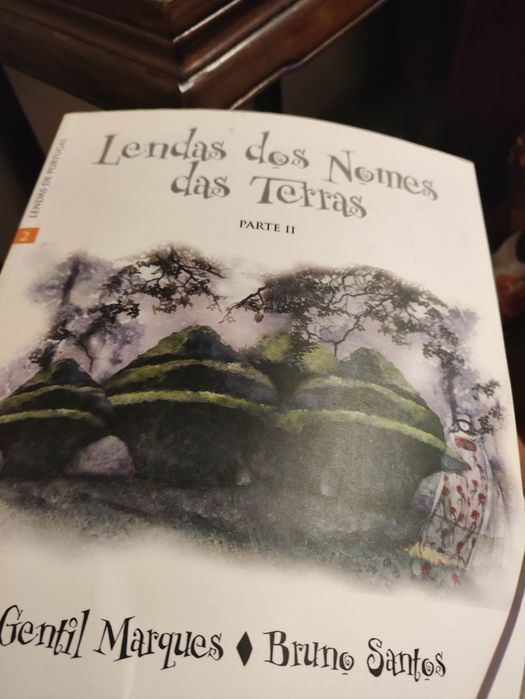 Lendas dos Nomes
das Terras
PARTE II
LENDAS DE PORTUGAL
2
Gentil Marques ♦ Bruno Santos